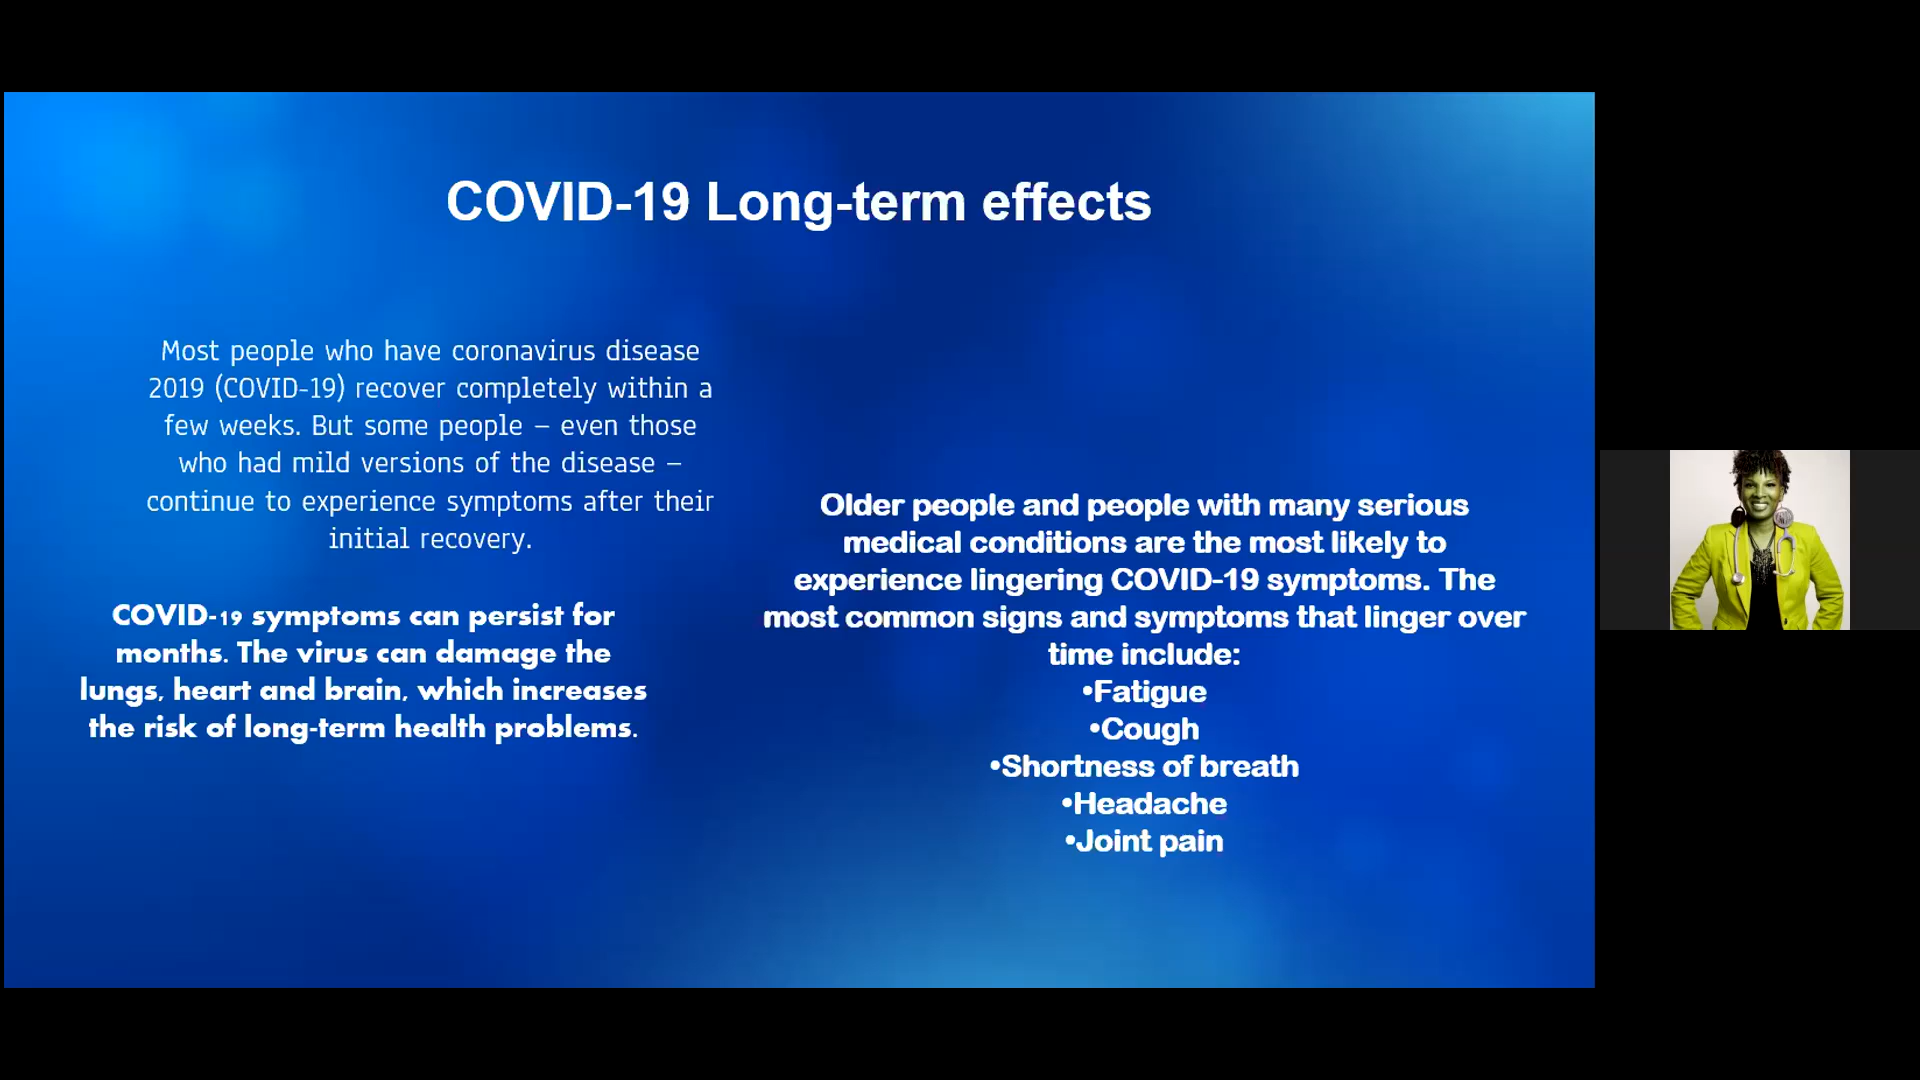 COVID-19 Long-term effects
Most people who have coronavirus disease
2019 (COVID-19) recover completely within a
few weeks. But some people – even those
who had mild versions of the disease –
continue to experience symptoms after their
initial recovery.
COVID-19 symptoms can persist for
months. The virus can damage the
lungs, heart and brain, which increases
the risk of long-term health problems.
Older people and people with many serious
medical conditions are the most likely to
experience lingering COVID-19 symptoms. The
most common signs and symptoms that linger over
time include:
•Fatigue
•Cough
•Shortness of breath
•Headache
•Joint pain